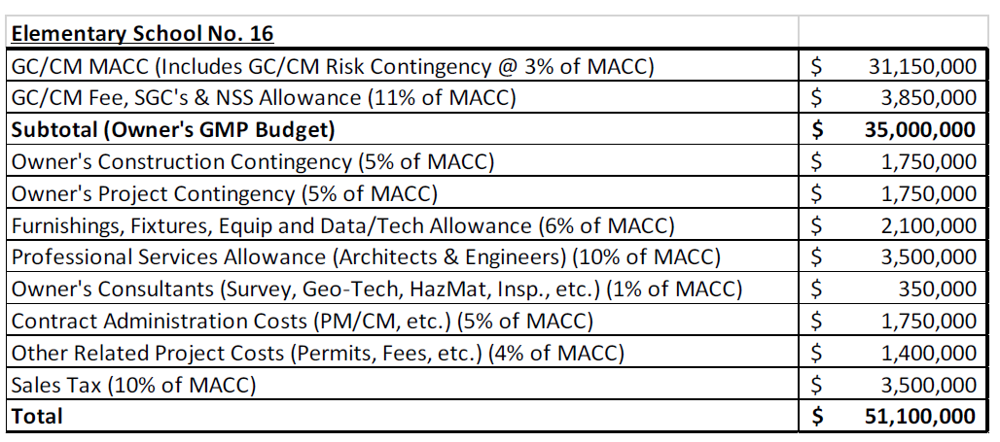 Elementary School No. 16
GC/CM MACC (Includes GC/CM Risk Contingency @ 3% of MACC) $ 31,150,000
GC/CM Fee, SGC's & NSS Allowance (11% of MACC) $ 3,850,000
Subtotal (Owner's GMP Budget) $ 35,000,000
Owner's Construction Contingency (5% of MACC) $ 1,750,000
Owner's Project Contingency (5% of MACC) $ 1,750,000
Furnishings, Fixtures, Equip and Data/Tech Allowance (6% of MACC) $ 2,100,000
Professional Services Allowance (Architects & Engineers) (10% of MACC) $ 3,500,000
Owner's Consultants (Survey, Geo-Tech, HazMat, Insp., etc.) (1% of MACC) $ 350,000
Contract Administration Costs (PM/CM, etc.) (5% of MACC) $ 1,750,000
Other Related Project Costs (Permits, Fees, etc.) (4% of MACC) $ 1,400,000
Sales Tax (10% of MACC) $ 3,500,000
Total $ 51,100,000